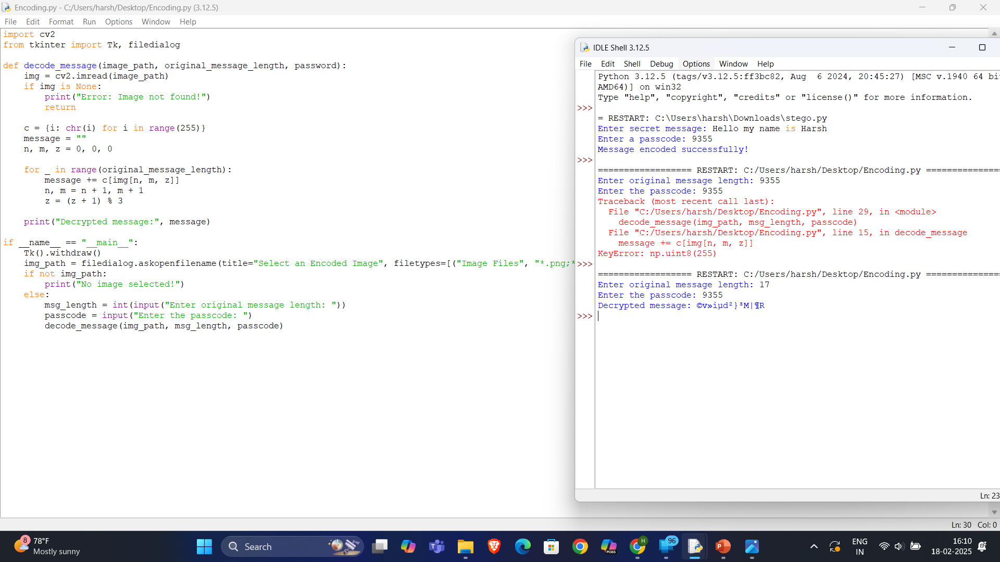 Encoding.py - C:/Users/harsh/Desktop/Encoding.py (3.12.5)
File Edit Format Run Options Window Help
import cv2
from tkinter import Tk, filedialog
def decode_message(image_path, original_message_length, password):
    img = cv2.imread(image_path)
    if img is None:
        print("Error: Image not found!")
        return
    c = {i: chr(i) for i in range(255)}
    message = ""
    n, m, z = 0, 0, 0
    for _ in range(original_message_length):
        message += c[img[n, m, z]]
        n, m = n + 1, m + 1
        z = (z + 1) % 3
    print("Decrypted message:", message)
if __name__ == "__main__":
    Tk().withdraw()
    img_path = filedialog.askopenfilename(title="Select an Encoded Image", filetypes=[("Image Files", "*.png;*
    if not img_path:
        print("No image selected!")
    else:
        msg_length = int(input("Enter original message length: "))
        passcode = input("Enter the passcode: ")
        decode_message(img_path, msg_length, passcode)
IDLE Shell 3.12.5
File Edit Shell Debug Options Window Help
Python 3.12.5 (tags/v3.12.5:ff3bc82, Aug  6 2024, 20:45:27) [MSC v.1940 64 bi
AMD64)] on win32
Type "help", "copyright", "credits" or "license()" for more information.
>>>
= RESTART: C:\Users\harsh\Downloads\stego.py
Enter secret message: Hello my name is Harsh
Enter a passcode: 9355
Message encoded successfully!
>>>
================== RESTART: C:/Users/harsh/Desktop/Encoding.py ===============
Enter original message length: 9355
Enter the passcode: 9355
Traceback (most recent call last):
  File "C:/Users/harsh/Desktop/Encoding.py", line 29, in <module>
    decode_message(img_path, msg_length, passcode)
  File "C:/Users/harsh/Desktop/Encoding.py", line 15, in decode_message
    message += c[img[n, m, z]]
KeyError: np.uint8(255)
>>>
================== RESTART: C:/Users/harsh/Desktop/Encoding.py ===============
Enter original message length: 17
Enter the passcode: 9355
Decrypted message: ©v»iµd²}³M|¶R
>>>
Ln: 23
Ln: 30 Col: 0
8
78°F
Mostly sunny
Search
M365
H
96
P
ENG
IN
16:10
18-02-2025